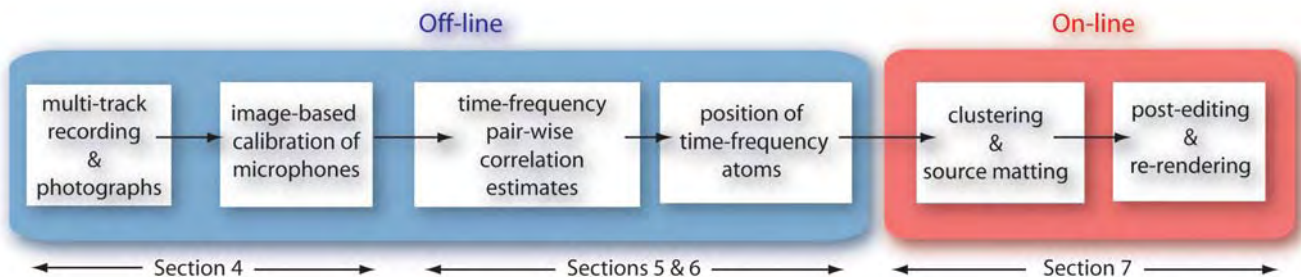 Off-line
On-line
multi-track
recording
&
photographs
image-based
calibration of
microphones
time-frequency
pair-wise
correlation
estimates
position of
time-frequency
atoms
clustering
&
source matting
post-editing
&
re-rendering
Section 4
Sections 5 & 6
Section 7